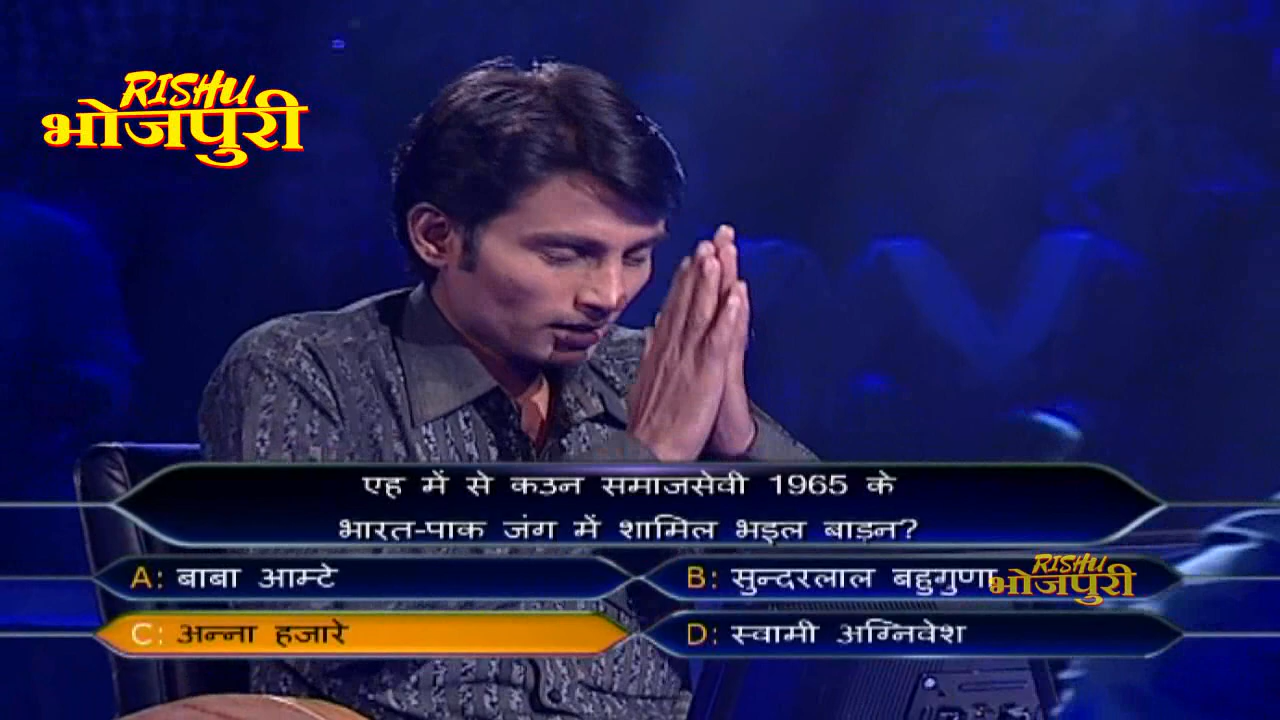 RISHU
भोजपुरी
एह में से कउन समाजसेवी 1965 के
भारत-पाक जंग में शामिल भइल बाड़न?
A: बाबा आम्टे
B: सुन्दरलाल बहुगुणा
RISHU
भोजपुरी
C: अन्ना हजारे
D: स्वामी अग्निवेश